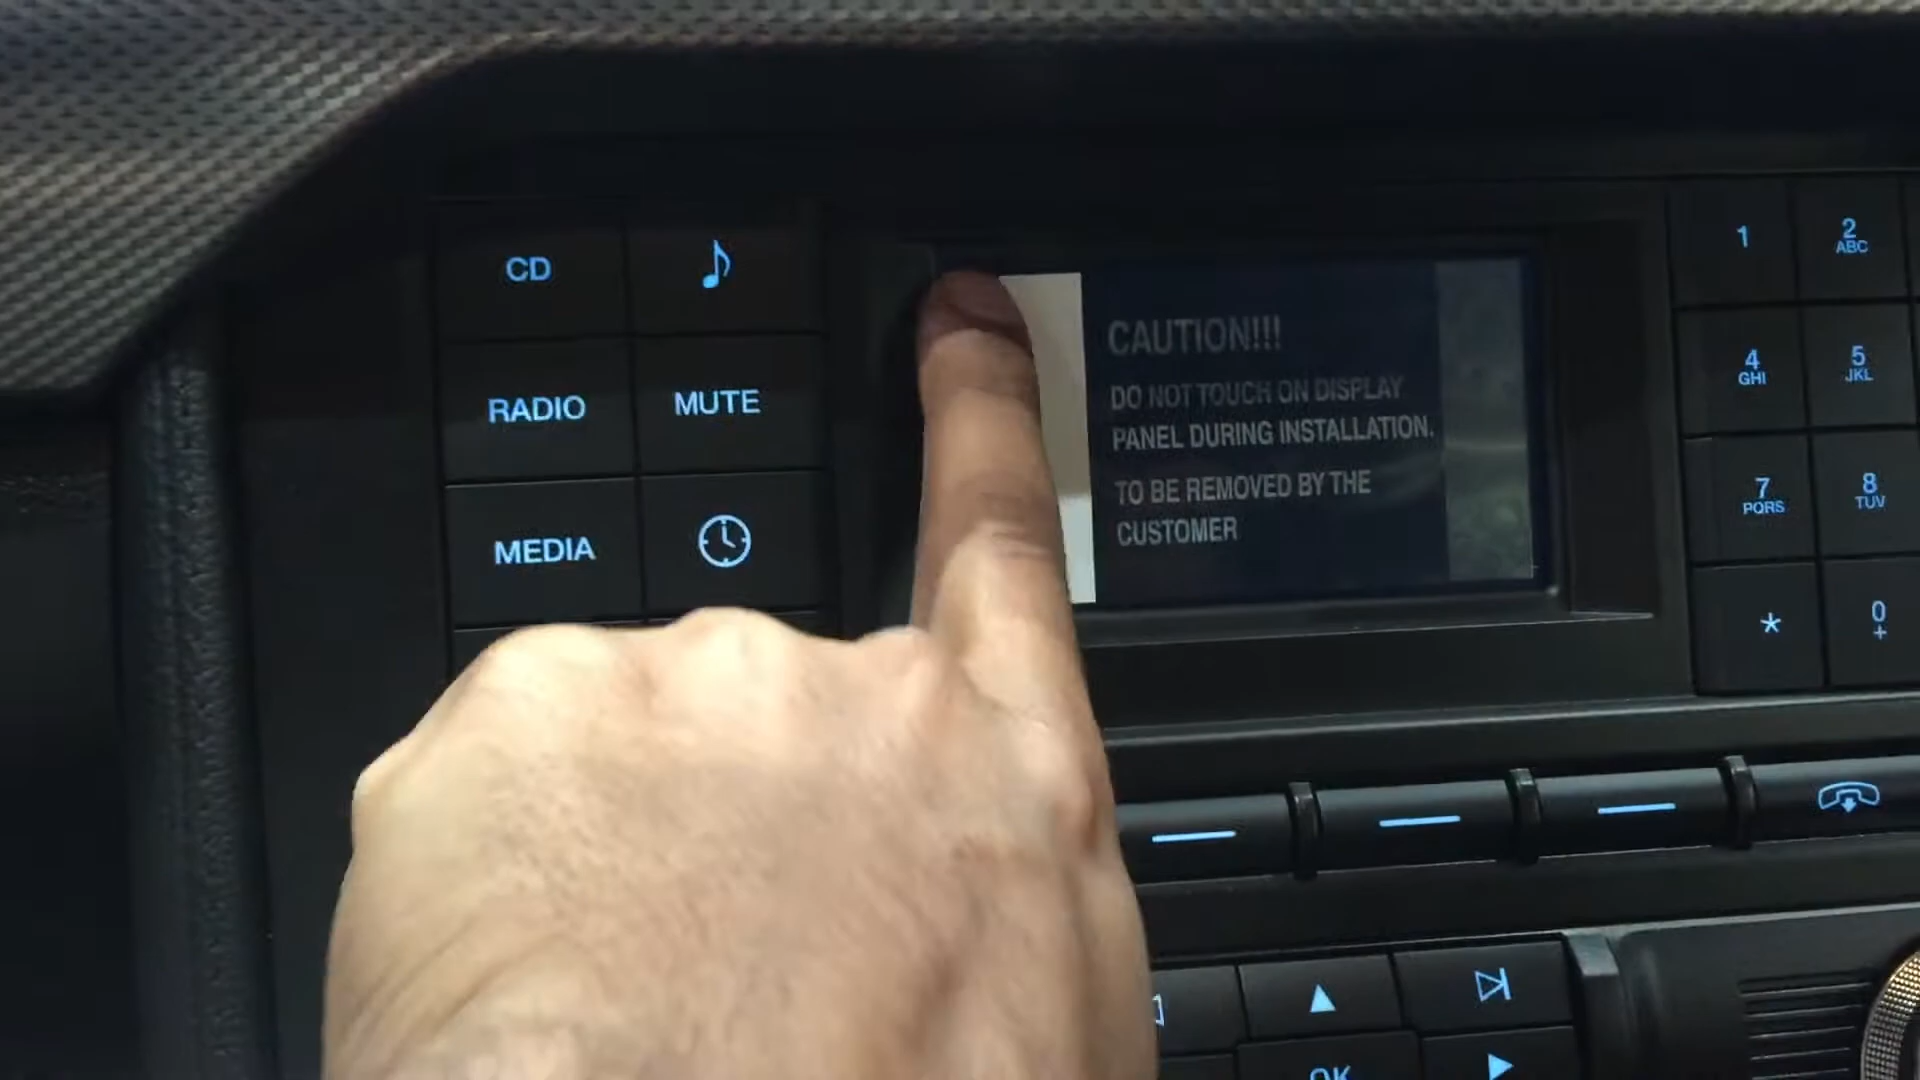 CD
RADIO
MUTE
MEDIA
CAUTION!!!
DO NOT TOUCH ON DISPLAY
PANEL DURING INSTALLATION.
TO BE REMOVED BY THE
CUSTOMER
1
2
ABC
4
GHI
5
JKL
7
PQRS
8
TUV
*
0
+
OK